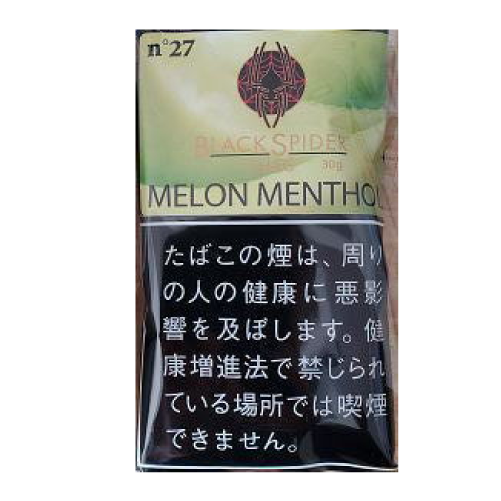 n°27
BLACK SPIDER
30g
MELON MENTHOL
たばこの煙は、周り
の人の健康に悪影
響を及ぼします。健
康増進法で禁じられ
ている場所では喫煙
できません。